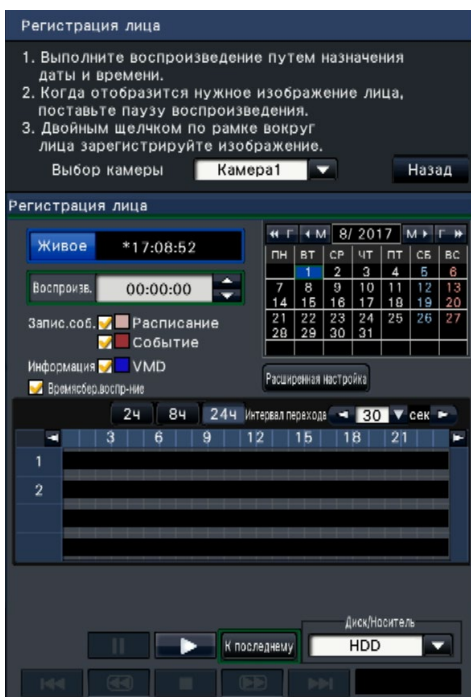 Регистрация лица
1. Выполните воспроизведение путем назначения
даты и времени.
2. Когда отобразится нужное изображение лица,
поставьте паузу воспроизведения.
3. Двойным щелчком по рамке вокруг
лица зарегистрируйте изображение.
Выбор камеры Камера1 Назад
Регистрация лица
Живое *17:08:52
Г М 8/ 2017 М Г
ПН ВТ СР ЧТ ПТ СБ ВС
1 2 3 4 5 6
7 8 9 10 11 12 13
14 15 16 17 18 19 20
21 22 23 24 25 26 27
28 29 30 31
Воспроизв. 00:00:00
Запис.соб. Расписание
Событие
Информация VMD
Времясбер.воспр-ние
Расширенная настройка
2ч 8ч 24ч Интервал перехода 30 сек
3 6 9 12 15 18 21
1
2
Диск/Носитель
К последнему HDD